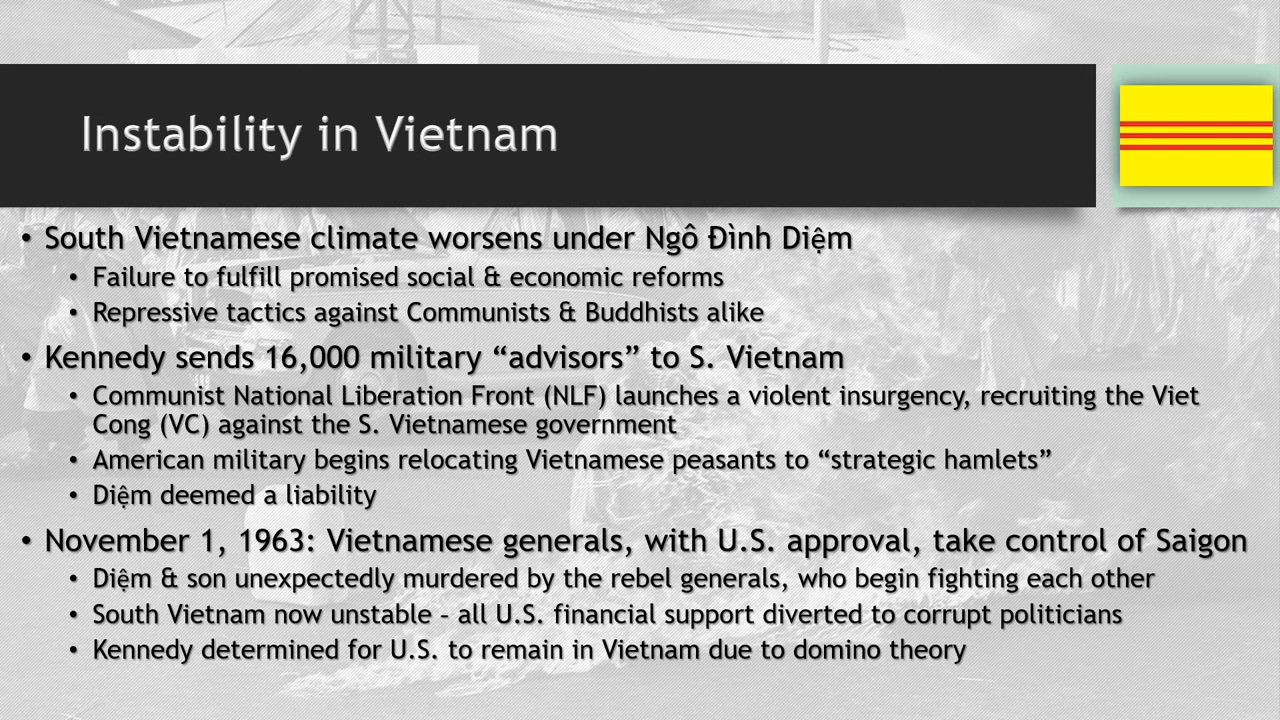 Instability in Vietnam
• South Vietnamese climate worsens under Ngô Đình Diệm
• Failure to fulfill promised social & economic reforms
• Repressive tactics against Communists & Buddhists alike
• Kennedy sends 16,000 military “advisors” to S. Vietnam
• Communist National Liberation Front (NLF) launches a violent insurgency, recruiting the Viet
Cong (VC) against the S. Vietnamese government
• American military begins relocating Vietnamese peasants to “strategic hamlets”
• Diệm deemed a liability
• November 1, 1963: Vietnamese generals, with U.S. approval, take control of Saigon
• Diệm & son unexpectedly murdered by the rebel generals, who begin fighting each other
• South Vietnam now unstable – all U.S. financial support diverted to corrupt politicians
• Kennedy determined for U.S. to remain in Vietnam due to domino theory